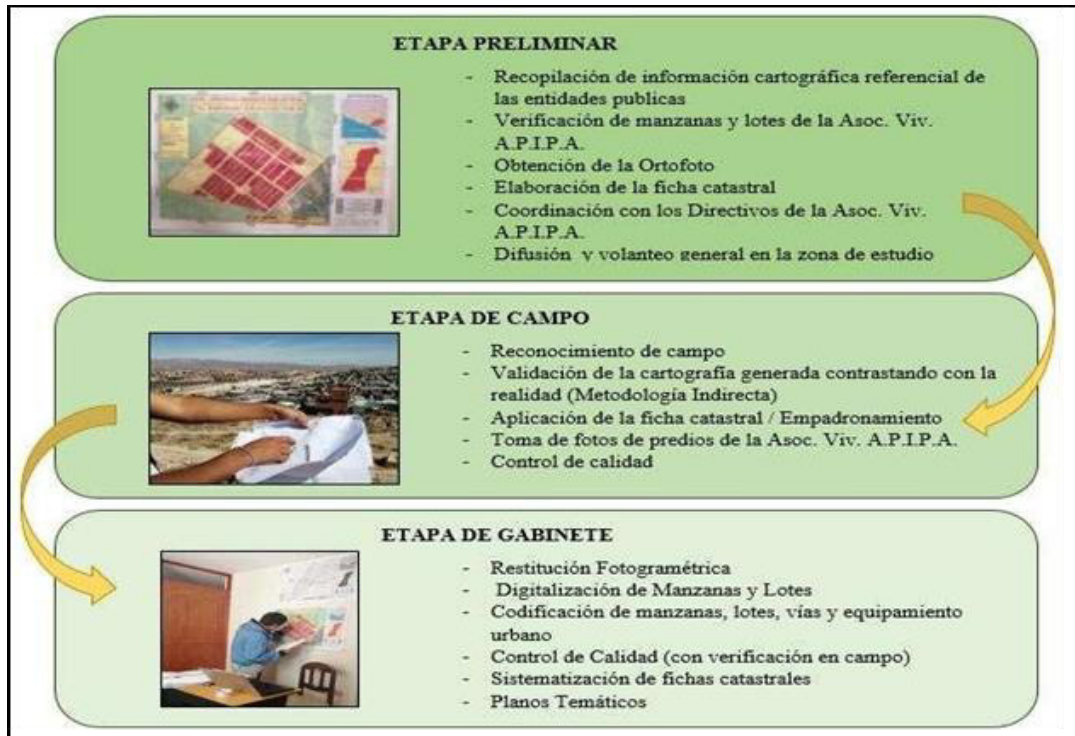 ETAPA PRELIMINAR
- Recopilación de información cartográfica referencial de
las entidades publicas
- Verificación de manzanas y lotes de la Asoc. Viv.
A.P.I.P.A.
- Obtención de la Ortofoto
- Elaboración de la ficha catastral
- Coordinación con los Directivos de la Asoc. Viv.
A.P.I.P.A.
- Difusión y volanteo general en la zona de estudio
ETAPA DE CAMPO
- Reconocimiento de campo
- Validación de la cartografía generada contrastando con la
realidad (Metodología Indirecta)
- Aplicación de la ficha catastral / Empadronamiento
- Toma de fotos de predios de la Asoc. Viv. A.P.I.P.A.
- Control de calidad
ETAPA DE GABINETE
- Restitución Fotogramétrica
- Digitalización de Manzanas y Lotes
- Codificación de manzanas, lotes, vías y equipamiento
urbano
- Control de Calidad (con verificación en campo)
- Sistematización de fichas catastrales
- Planos Temáticos